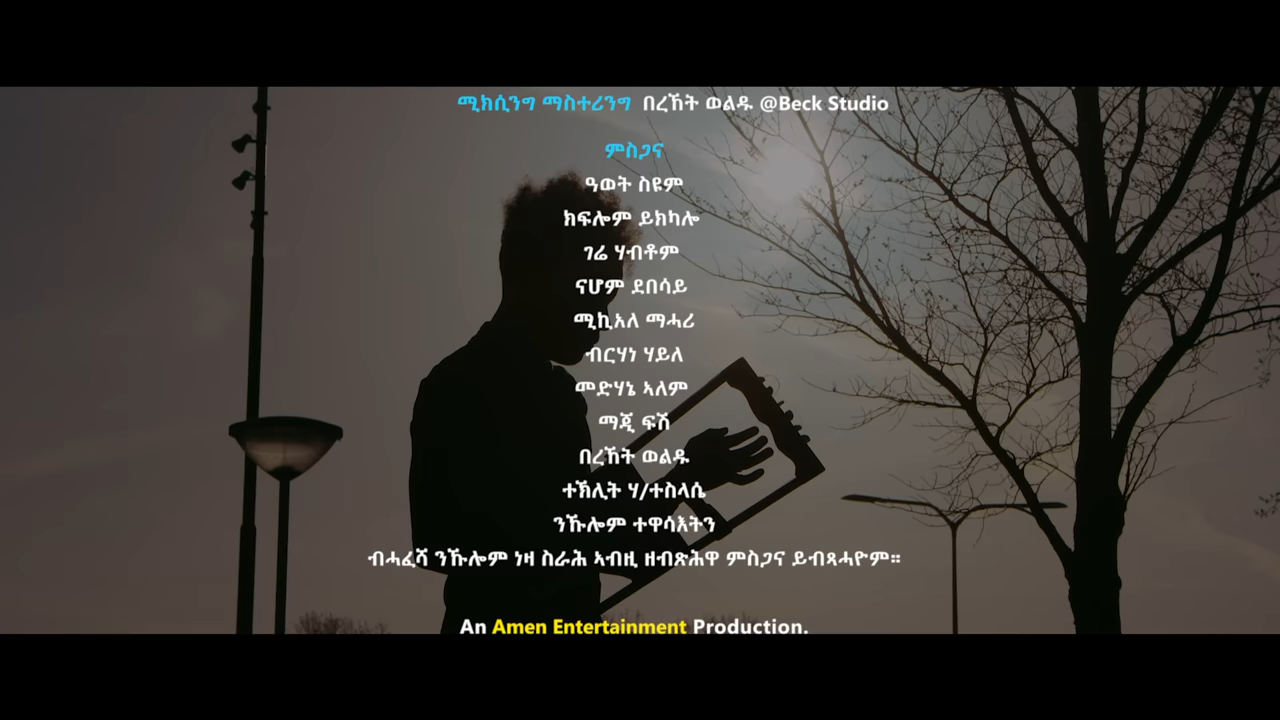 ሚክሲንግ ማስተሪንግ በረኸት ወልዱ @Beck Studio
ምስጋና
ዓወት ስዩም
ክፍሎም ይክካሎ
ገሬ ሃብቶም
ናሆም ደበሳይ
ሚኪአለ ማሓሪ
ብርሃነ ሃይለ
መድሃኔ ኣለም
ማጂ ፍሽ
በረኸት ወልዱ
ተኽሊት ሃ/ተስላሴ
ንኹሎም ተዋሳእትን
ብሓፈሻ ንኹሎም ነዛ ስራሕ ኣብዚ ዘብጽሕዋ ምስጋና ይብጻሓዮም።
An Amen Entertainment Production.